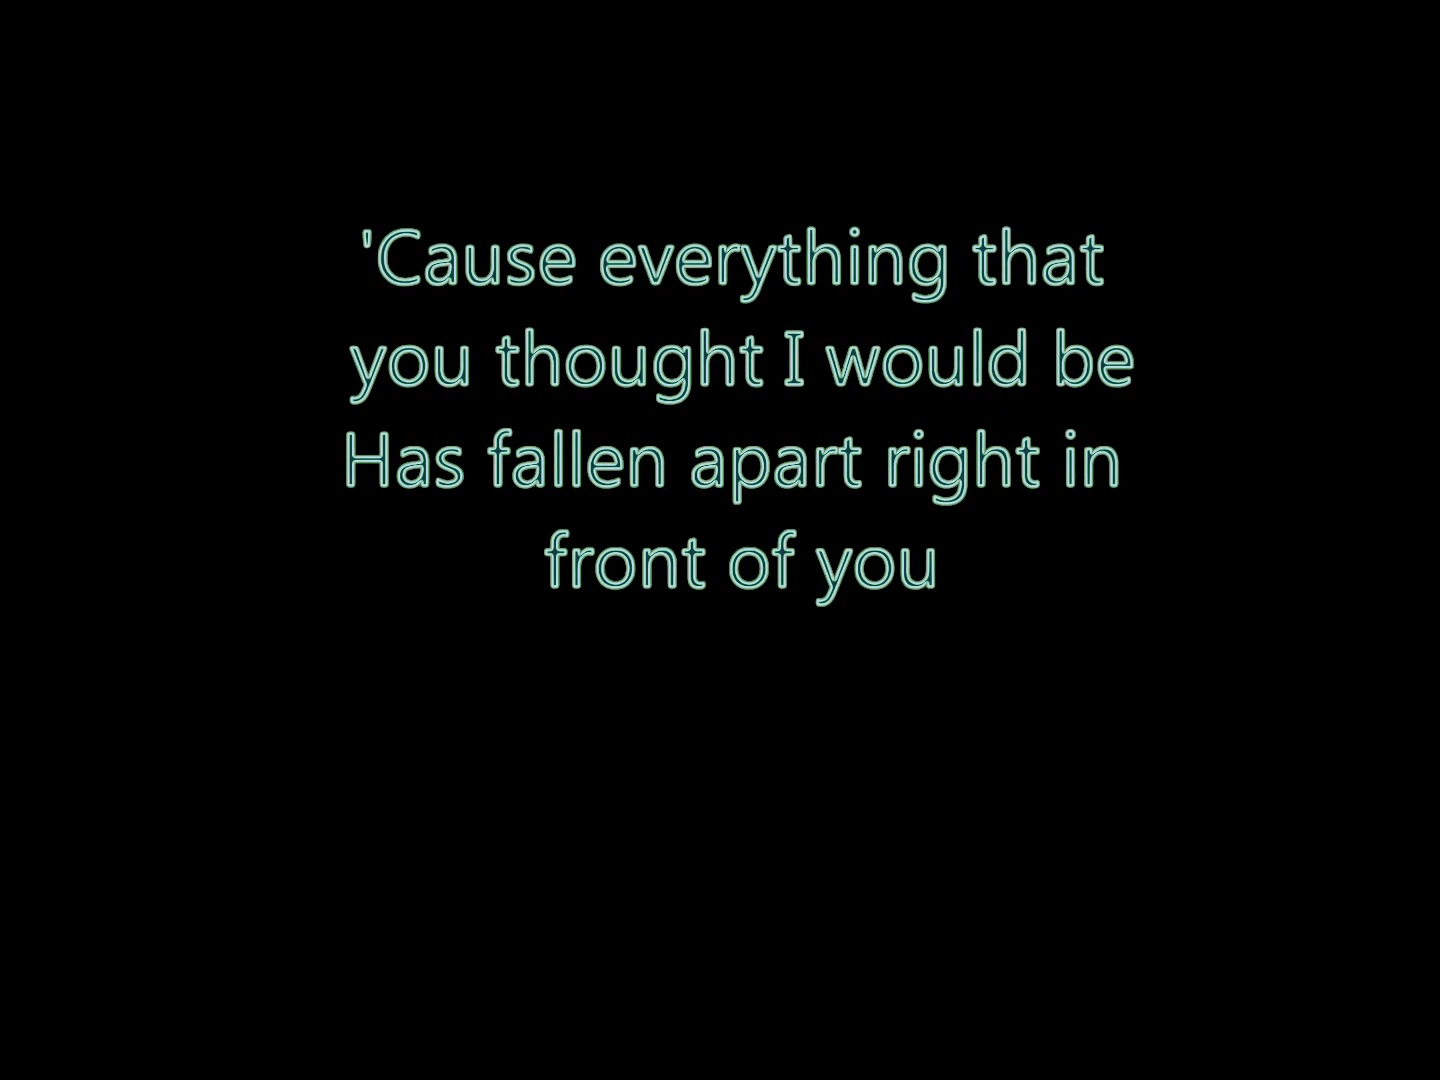 'Cause everything that
you thought I would be
Has fallen apart right in
front of you